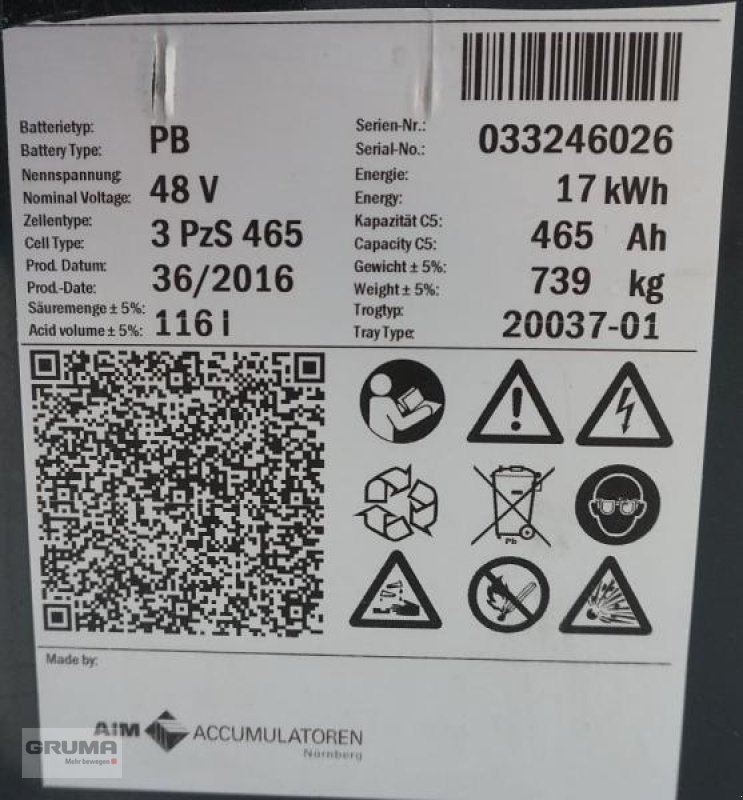 Batterietyp:
Battery Type: PB
Serien-Nr.:
Serial-No.: 033246026
Nennspannung
Nominal Voltage: 48 V
Energie:
Energy: 17 kWh
Zellentype:
Cell Type: 3 PzS 465
Kapazität C5:
Capacity C5: 465 Ah
Prod. Datum:
Prod.-Date: 36/2016
Gewicht ± 5%:
Weight ± 5%: 739 kg
Säuremenge ± 5%:
Acid volume ± 5%: 116 l
Trogtyp:
Tray Type: 20037-01
Pb
Made by:
AIM ACCUMULATOREN
Nürnberg
GRUMA
Mehr bewegen